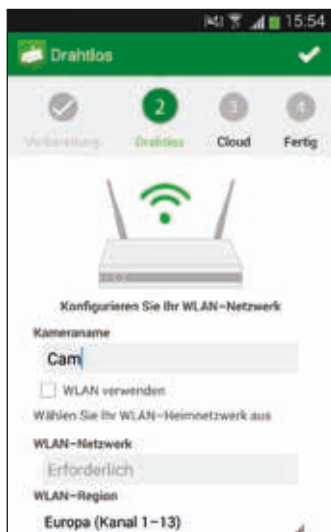 15:54
Drahtlos
2
3
4
Vorbereitung
Drahtlos
Cloud
Fertig
Konfigurieren Sie Ihr WLAN-Netzwerk
Kameraname
Cam
WLAN verwenden
Wählen Sie Ihr WLAN-Heimnetzwerk aus
WLAN-Netzwerk
Erforderlich
WLAN-Region
Europa (Kanal 1-13)